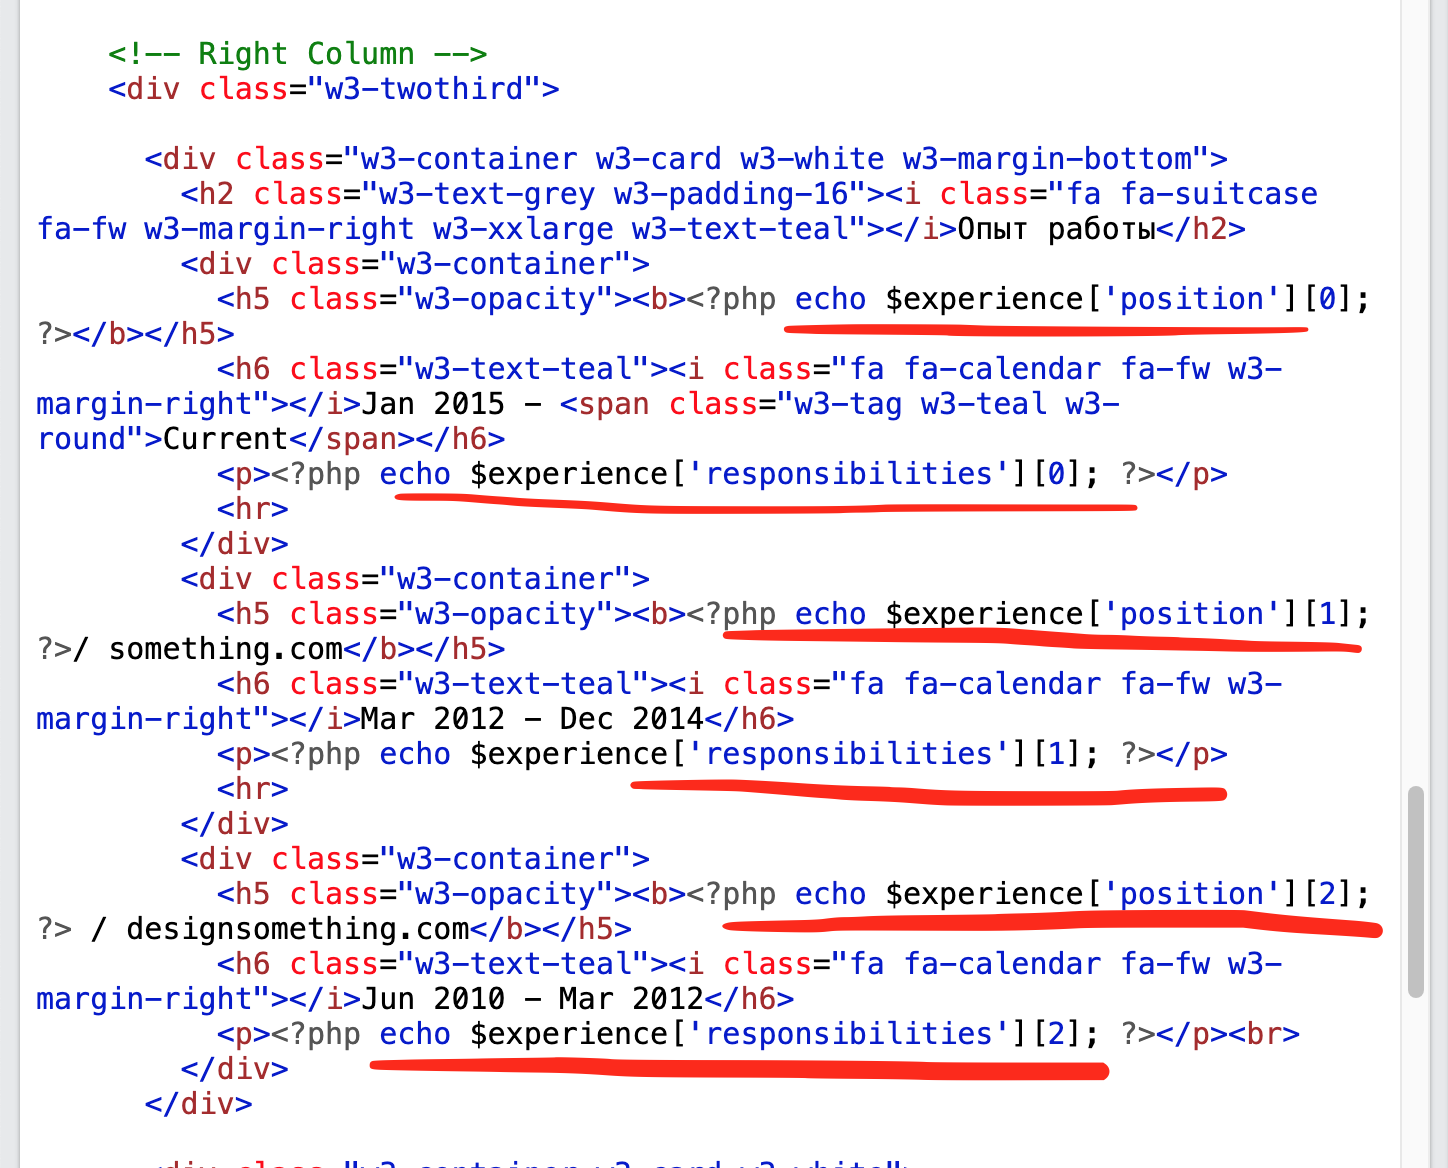 <!-- Right Column -->
<div class="w3-twothird">
<div class="w3-container w3-card w3-white w3-margin-bottom">
<h2 class="w3-text-grey w3-padding-16"><i class="fa fa-suitcase
fa-fw w3-margin-right w3-xxlarge w3-text-teal"></i>Опыт работы</h2>
<div class="w3-container">
<h5 class="w3-opacity"><b><?php echo $experience['position'][0];
?></b></h5>
<h6 class="w3-text-teal"><i class="fa fa-calendar fa-fw w3-
margin-right"></i>Jan 2015 - <span class="w3-tag w3-teal w3-
round">Current</span></h6>
<p><?php echo $experience['responsibilities'][0]; ?></p>
<hr>
</div>
<div class="w3-container">
<h5 class="w3-opacity"><b><?php echo $experience['position'][1];
?>/ something.com</b></h5>
<h6 class="w3-text-teal"><i class="fa fa-calendar fa-fw w3-
margin-right"></i>Mar 2012 - Dec 2014</h6>
<p><?php echo $experience['responsibilities'][1]; ?></p>
<hr>
</div>
<div class="w3-container">
<h5 class="w3-opacity"><b><?php echo $experience['position'][2];
?> / designsomething.com</b></h5>
<h6 class="w3-text-teal"><i class="fa fa-calendar fa-fw w3-
margin-right"></i>Jun 2010 - Mar 2012</h6>
<p><?php echo $experience['responsibilities'][2]; ?></p><br>
</div>
</div>
<div class="w3-container w3-card w3-white">